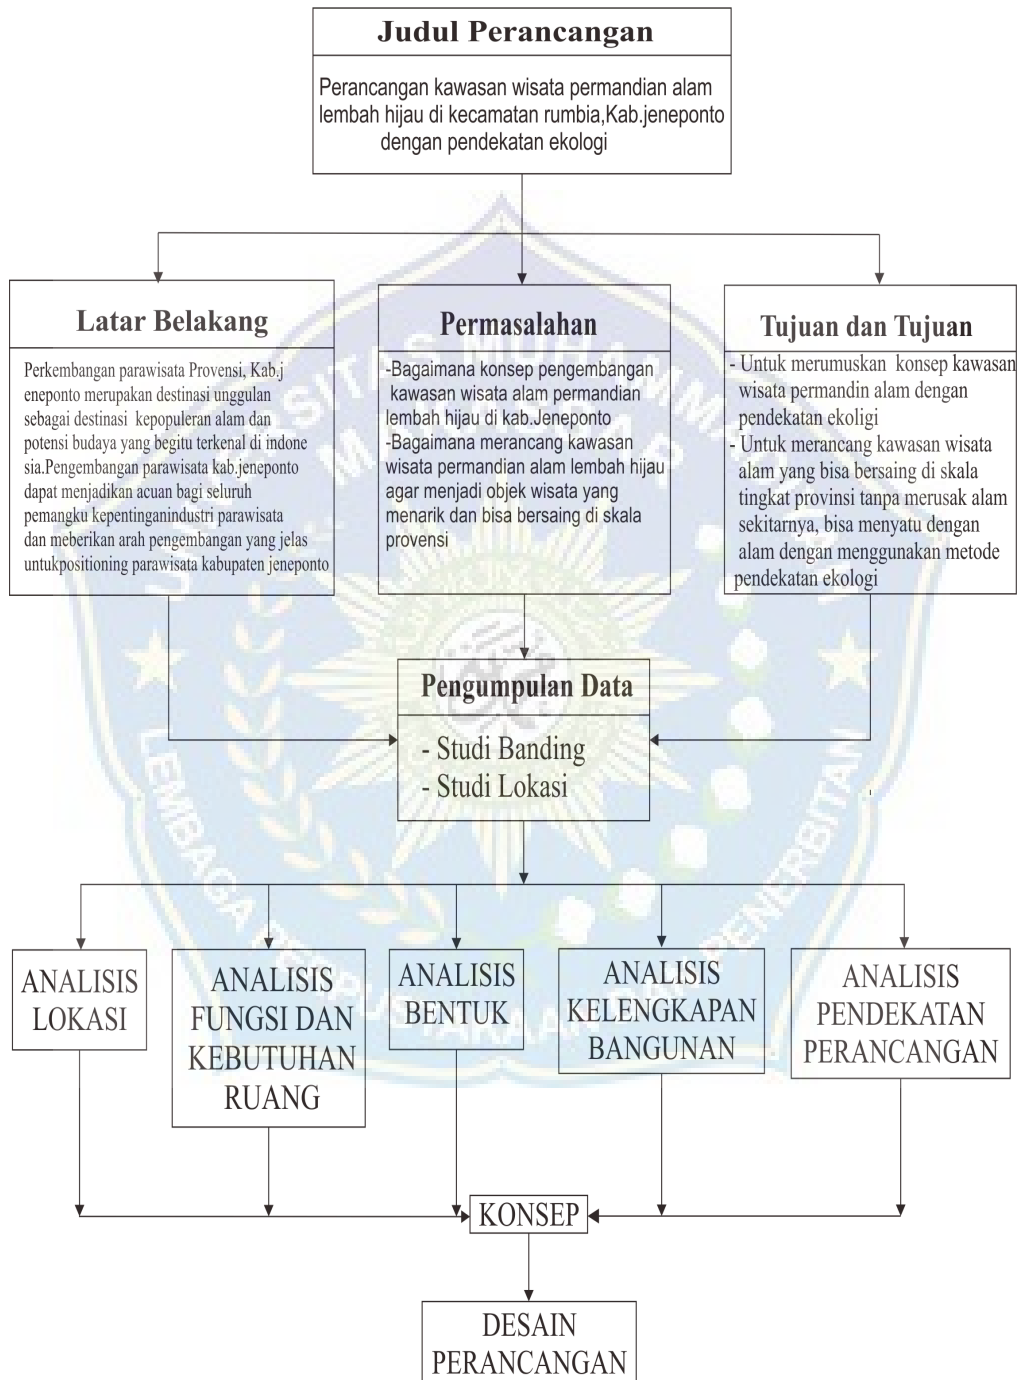 Judul Perancangan
Perancangan kawasan wisata permandian alam
lembah hijau di kecamatan rumbia,Kab.jeneponto
dengan pendekatan ekologi
Latar Belakang
Perkembangan parawisata Provensi, Kab.j
eneponto merupakan destinasi unggulan
sebagai destinasi kepopuleran alam dan
potensi budaya yang begitu terkenal di indone
sia.Pengembangan parawisata kab.jeneponto
dapat menjadikan acuan bagi seluruh
pemangku kepentinganindustri parawisata
dan meberikan arah pengembangan yang jelas
untukpositioning parawisata kabupaten jeneponto
Permasalahan
-Bagaimana konsep pengembangan
kawasan wisata alam permandian
lembah hijau di kab.Jeneponto
-Bagaimana merancang kawasan
wisata permandian alam lembah hijau
agar menjadi objek wisata yang
menarik dan bisa bersaing di skala
provensi
Tujuan dan Tujuan
- Untuk merumuskan konsep kawasan
wisata permandin alam dengan
pendekatan ekoligi
- Untuk merancang kawasan wisata
alam yang bisa bersaing di skala
tingkat provinsi tanpa merusak alam
sekitarnya, bisa menyatu dengan
alam dengan menggunakan metode
pendekatan ekologi
Pengumpulan Data
- Studi Banding
- Studi Lokasi
ANALISIS
LOKASI
ANALISIS
FUNGSI DAN
KEBUTUHAN
RUANG
ANALISIS
BENTUK
ANALISIS
KELENGKAPAN
BANGUNAN
ANALISIS
PENDEKATAN
PERANCANGAN
KONSEP
DESAIN
PERANCANGAN
UNIVERSITAS MUHAMMADIYAH
MAKASSAR
LEMBAGA PERPUSTAKAAN DAN PENERBITAN